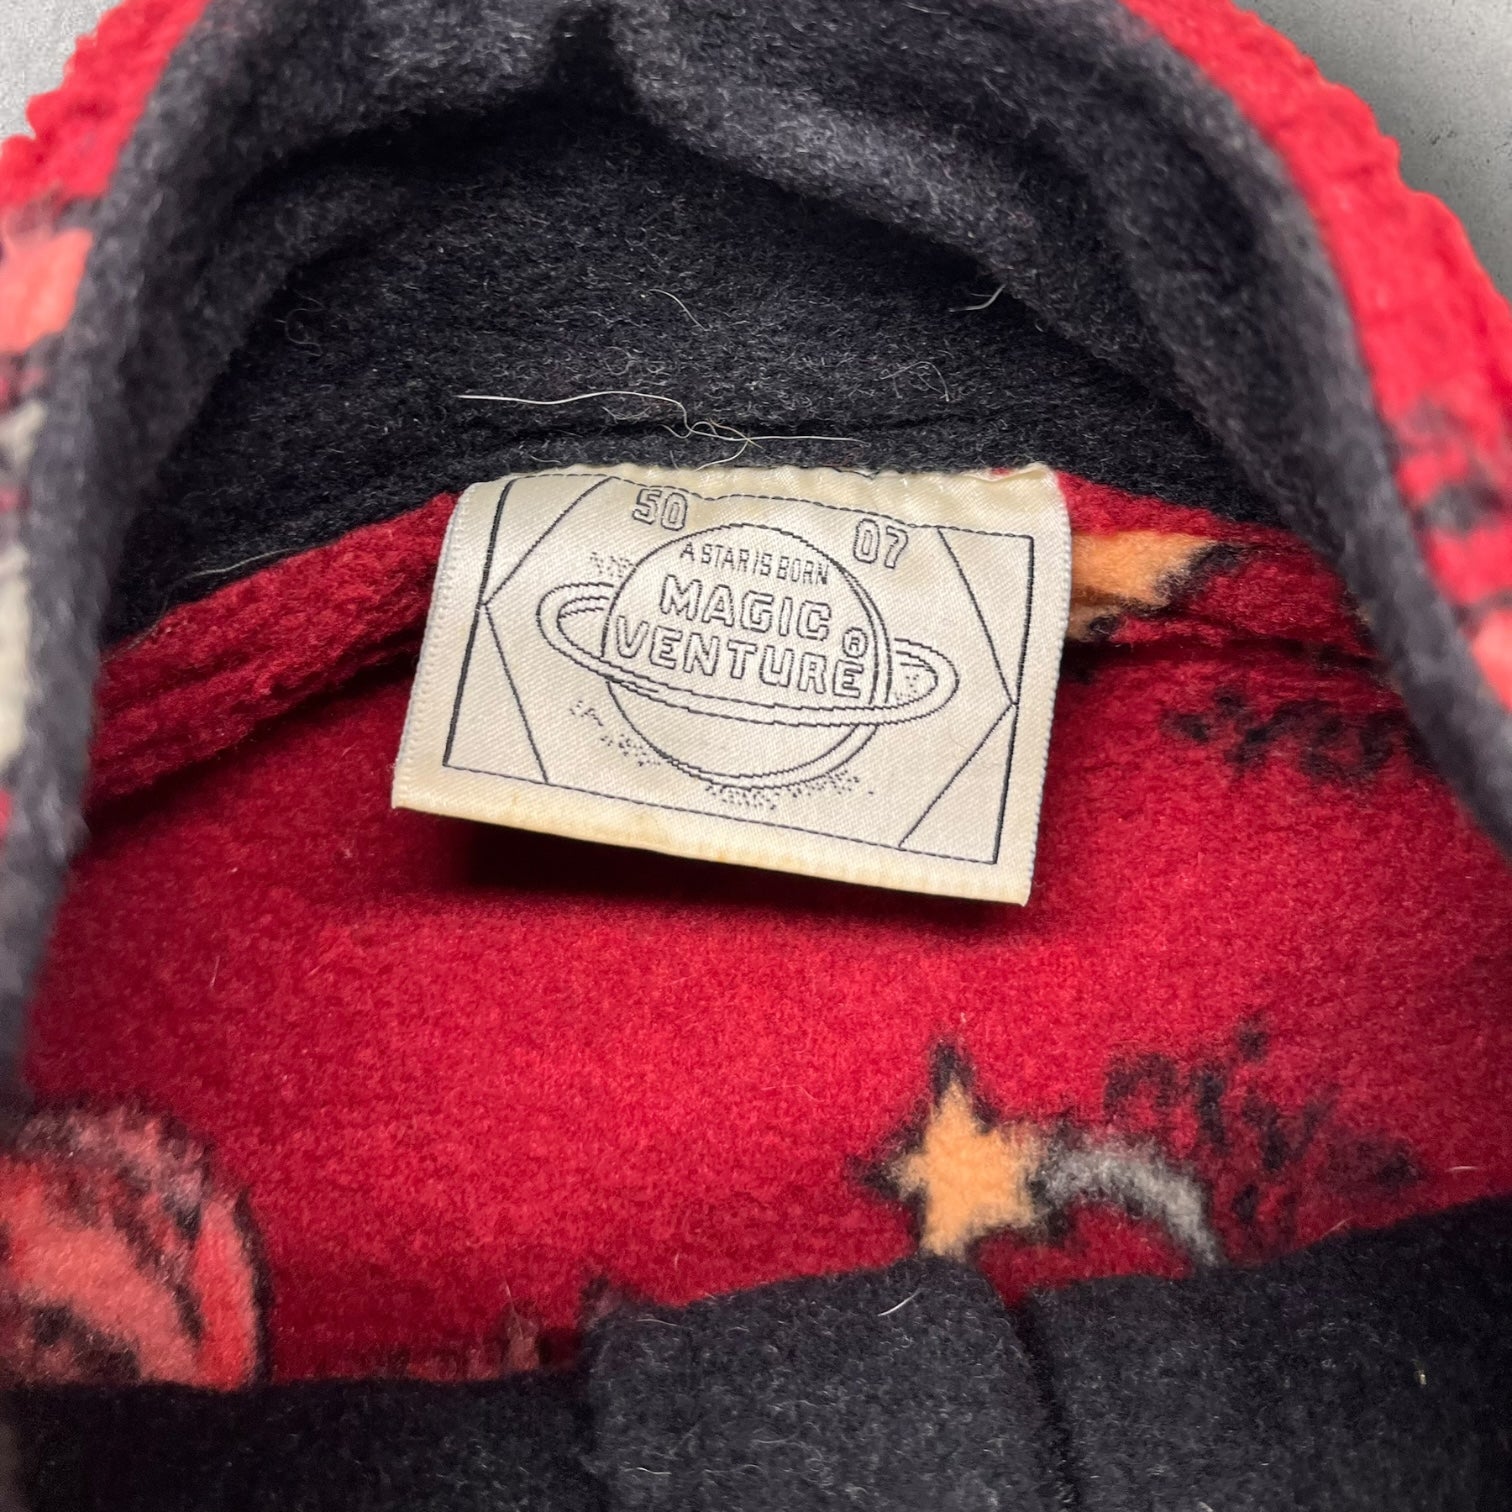 50 07
A STAR IS BORN
MAGIC
VENTURE ®